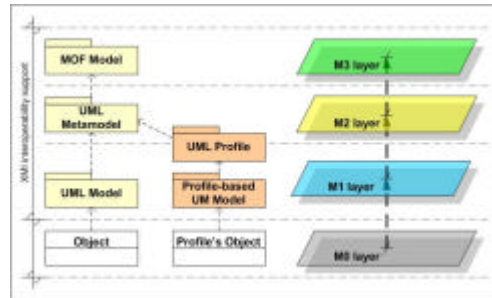 XMI interoperability support
MOF Model
M3 layer
UML
Metamodel
M2 layer
UML Profile
UML Model
Profile-based
UM Model
M1 layer
Object
Profile's Object
M0 layer